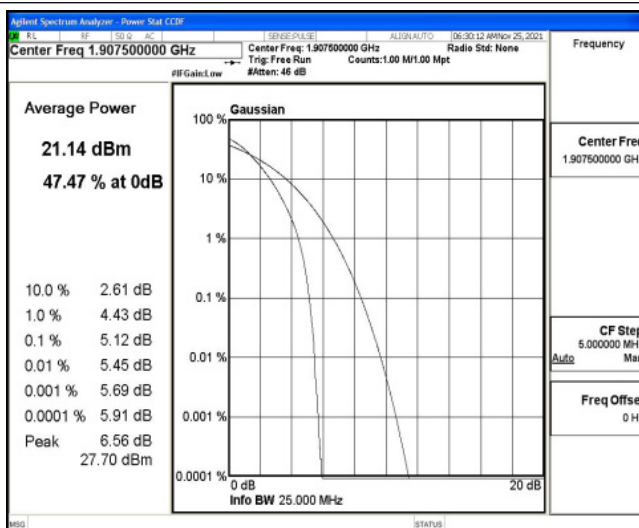 Agilent Spectrum Analyzer - Power Stat CCDF
RL RF 50 Ω AC SENSE:PULSE ALIGN AUTO 06:30:12 AM Nov 25, 2021
Center Freq 1.907500000 GHz
Center Freq: 1.907500000 GHz Radio Std: None
Trig: Free Run Counts:1.00 M/1.00 Mpt
#IFGain:Low #Atten: 46 dB
Frequency
Average Power
21.14 dBm
47.47 % at 0dB
10.0 % 2.61 dB
1.0 % 4.43 dB
0.1 % 5.12 dB
0.01 % 5.45 dB
0.001 % 5.69 dB
0.0001 % 5.91 dB
Peak 6.56 dB
27.70 dBm
Gaussian
100 %
10 %
1 %
0.1 %
0.01 %
0.001 %
0.0001 %
0 dB 20 dB
Info BW 25.000 MHz
Center Fre
1.907500000 GH
CF Step
5.000000 MH
Auto Ma
Freq Offse
0 H
MSG STATUS